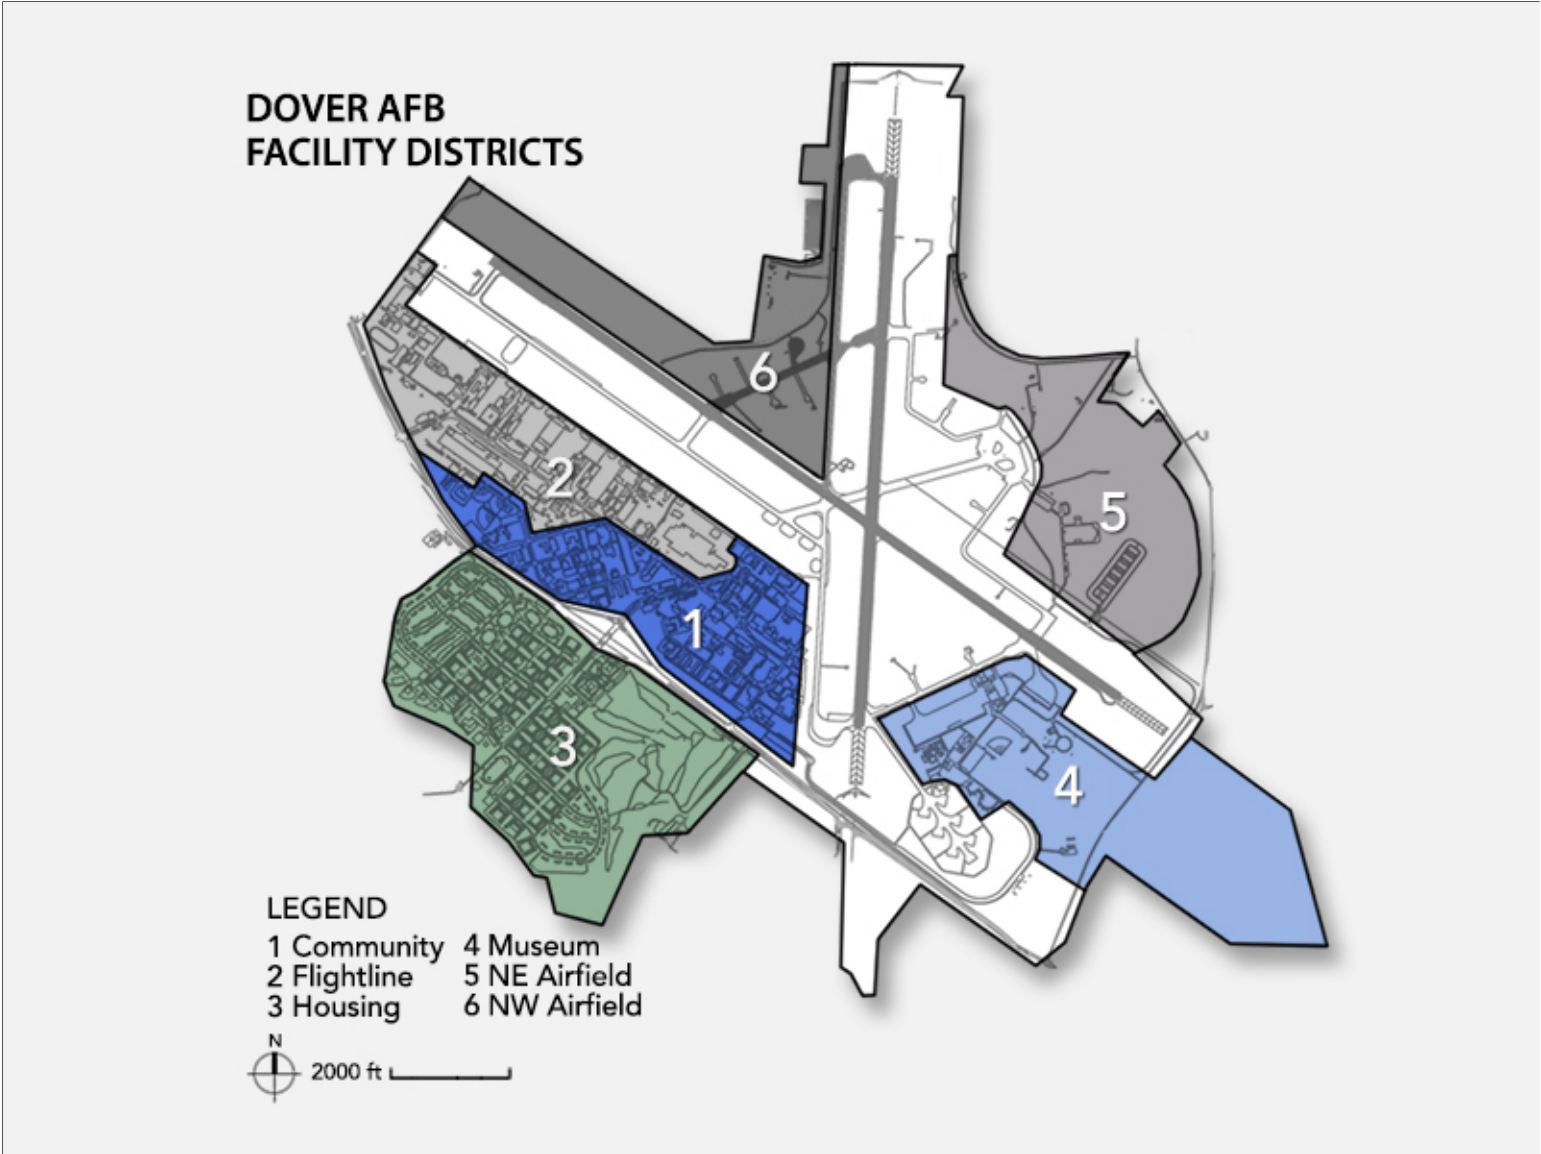 DOVER AFB
FACILITY DISTRICTS
6
2
5
1
3
4
LEGEND
1 Community
2 Flightline
3 Housing
4 Museum
5 NE Airfield
6 NW Airfield
N
2000 ft